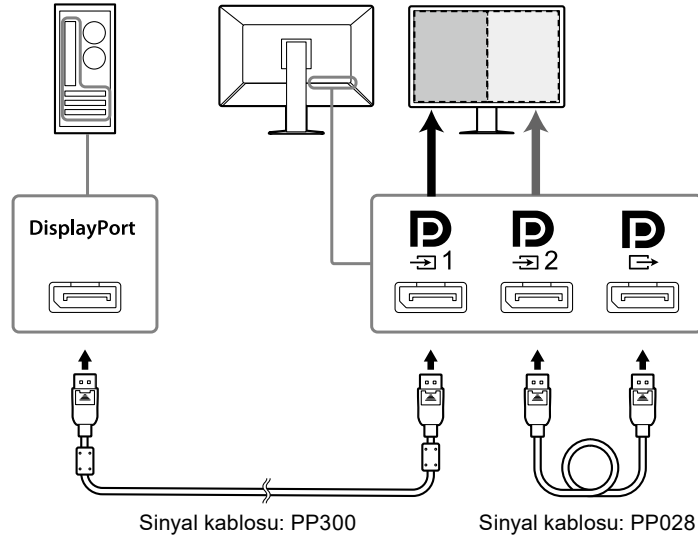 DisplayPort
1
2
Sinyal kablosu: PP300
Sinyal kablosu: PP028